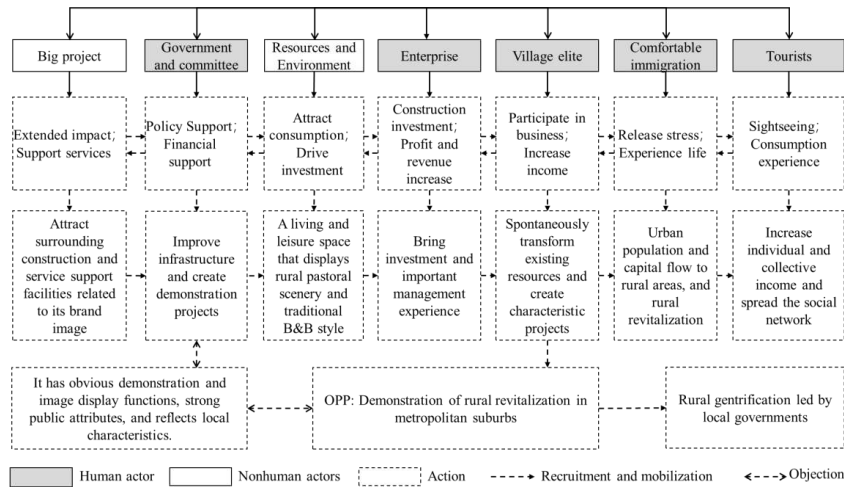 Big project
Government
and committee
Resources and
Environment
Enterprise
Village elite
Comfortable
immigration
Tourists
Extended impact;
Support services
Policy Support;
Financial
support
Attract
consumption;
Drive
investment
Construction
investment;
Profit and
revenue
increase
Participate in
business;
Increase
income
Release stress;
Experience life
Sightseeing;
Consumption
experience
Attract
surrounding
construction and
service support
facilities related
to its brand
image
Improve
infrastructure
and create
demonstration
projects
A living and
leisure space
that displays
rural pastoral
scenery and
traditional
B&B style
Bring
investment and
important
management
experience
Spontaneously
transform
existing
resources and
create
characteristic
projects
Urban
population and
capital flow to
rural areas, and
rural
revitalization
Increase
individual and
collective
income and
spread the social
network
It has obvious demonstration and
image display functions, strong
public attributes, and reflects local
characteristics.
OPP: Demonstration of rural revitalization in
metropolitan suburbs
Rural gentrification led by
local governments
Human actor
Nonhuman actors
Action
Recruitment and mobilization
Objection